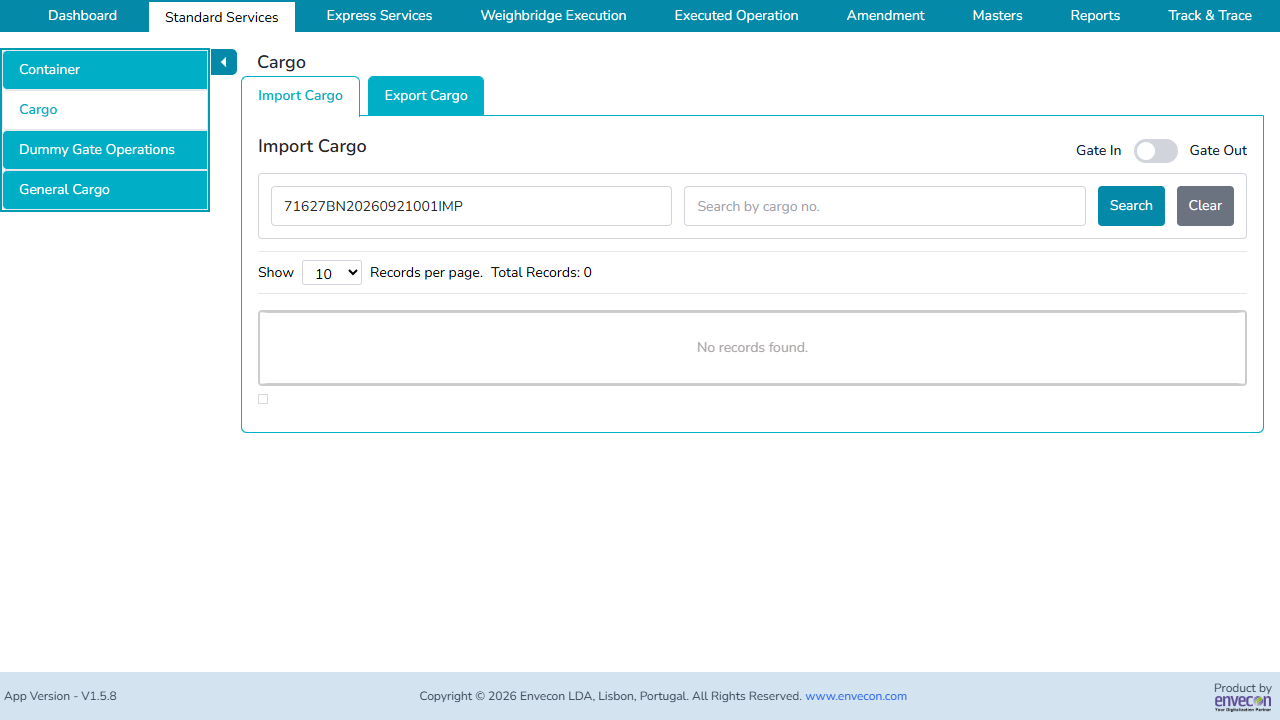 Dashboard
Standard Services
Express Services
Weighbridge Execution
Executed Operation
Amendment
Masters
Reports
Track & Trace
Container
Cargo
Dummy Gate Operations
General Cargo
Cargo
Import Cargo
Export Cargo
Import Cargo
Gate In
Gate Out
71627BN20260921001IMP
Search by cargo no.
Search
Clear
Show 10 Records per page. Total Records: 0
No records found.
App Version - V1.5.8
Copyright © 2026 Envecon LDA, Lisbon, Portugal. All Rights Reserved. www.envecon.com
Product by
envecon
Your Digitalization Partner